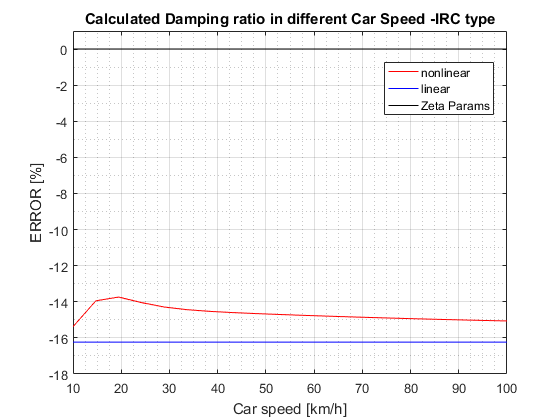 Calculated Damping ratio in different Car Speed -IRC type
0
-2
-4
-6
-8
-10
-12
-14
-16
-18
ERROR [%]
nonlinear
linear
Zeta Params
10 20 30 40 50 60 70 80 90 100
Car speed [km/h]